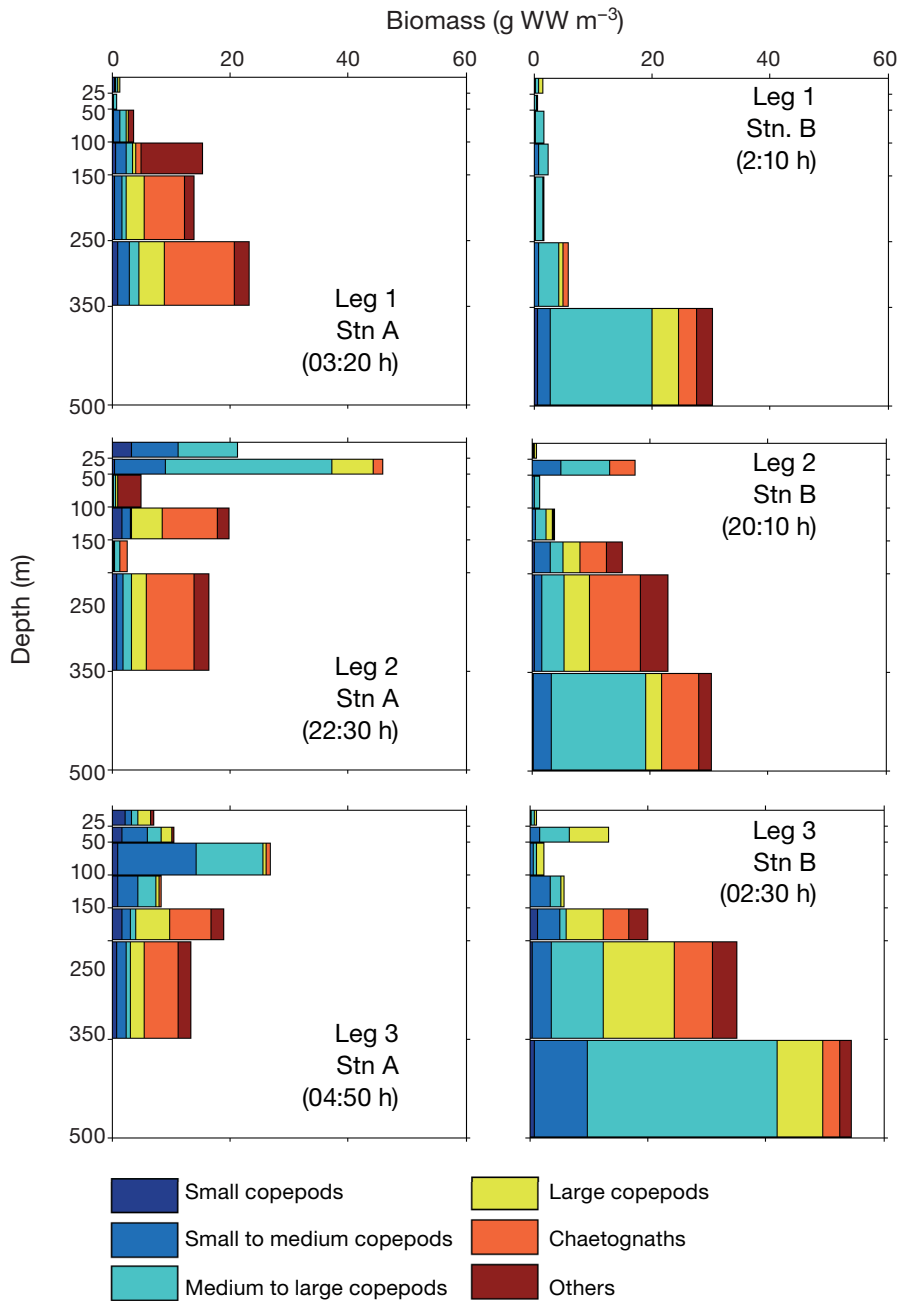 Biomass (g WW m⁻³)
0 20 40 60 0 20 40 60
25
50
100
150
250
350
500
Leg 1
Stn A
(03:20 h)
Leg 1
Stn. B
(2:10 h)
Depth (m)
25
50
100
150
250
350
500
Leg 2
Stn A
(22:30 h)
Leg 2
Stn B
(20:10 h)
25
50
100
150
250
350
500
Leg 3
Stn A
(04:50 h)
Leg 3
Stn B
(02:30 h)
Small copepods
Small to medium copepods
Medium to large copepods
Large copepods
Chaetognaths
Others